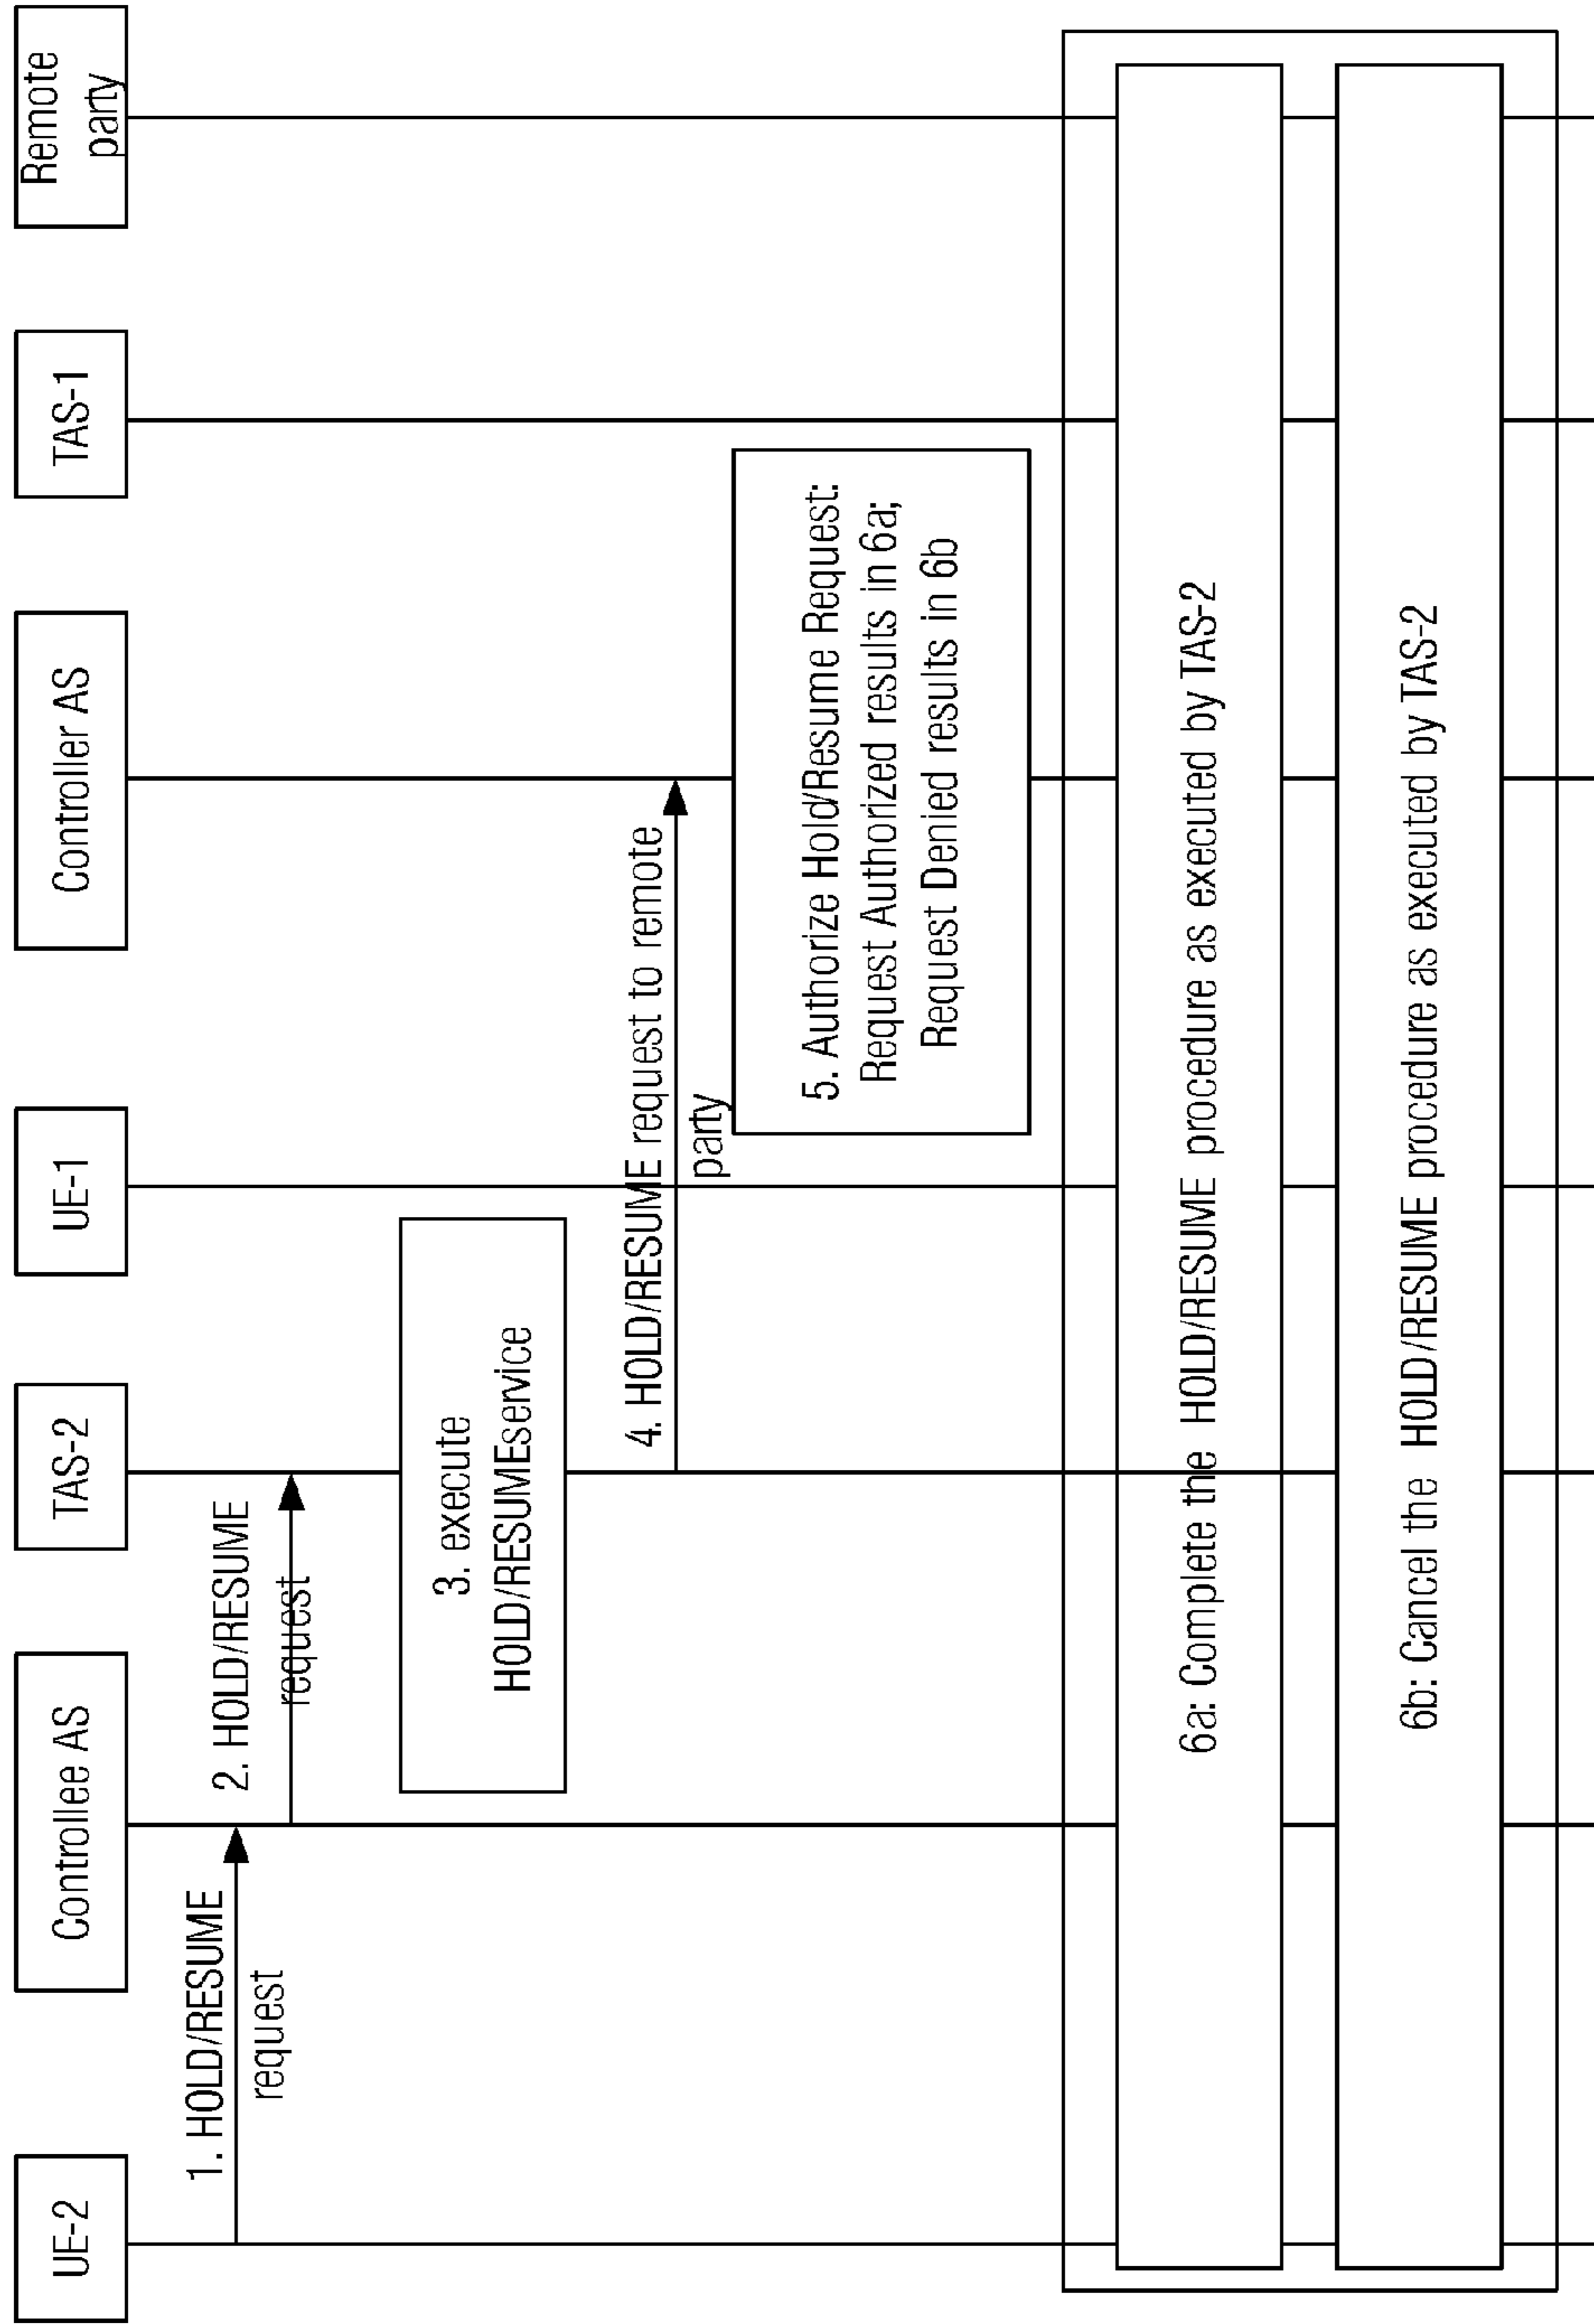 UE-2
Controllee AS
TAS-2
UE-1
Controller AS
TAS-1
Remote
party
1. HOLD/RESUME
request
2. HOLD/RESUME
request
3. execute
HOLD/RESUMEservice
4. HOLD/RESUME request to remote
party
5. Authorize Hold/Resume Request:
Request Authorized results in 6a;
Request Denied results in 6b
6a: Complete the HOLD/RESUME procedure as executed by TAS-2
6b: Cancel the HOLD/RESUME procedure as executed by TAS-2